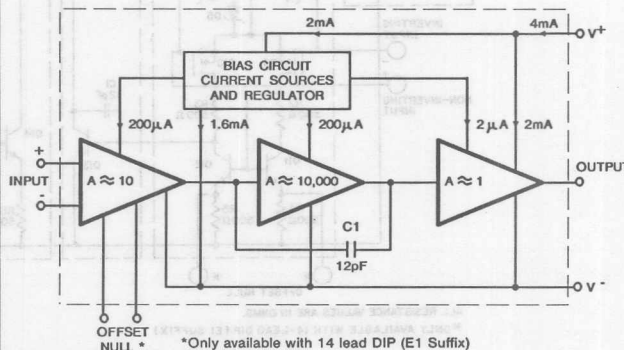 2mA
4mA
V+
BIAS CIRCUIT
CURRENT SOURCES
AND REGULATOR
200µA
1.6mA
200µA
2µA
2mA
+
INPUT
-
A ≈ 10
A ≈ 10,000
A ≈ 1
OUTPUT
C1
12pF
V-
OFFSET
NULL *
*Only available with 14 lead DIP (E1 Suffix)